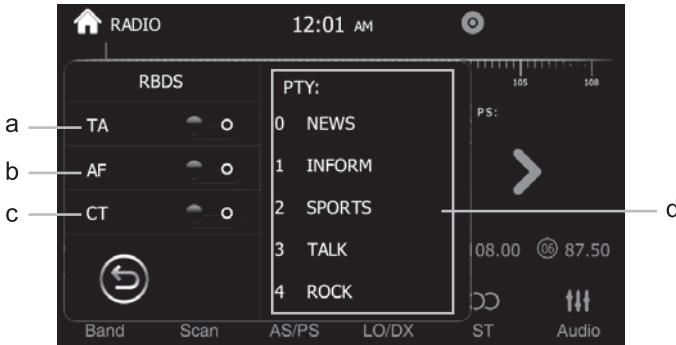 RADIO 12:01 AM
RBDS
PTY:
105 108
PS:
a TA
0 NEWS
b AF
1 INFORM
c CT
2 SPORTS
d
3 TALK
108.00 06 87.50
4 ROCK
Band Scan AS/PS LO/DX ST Audio